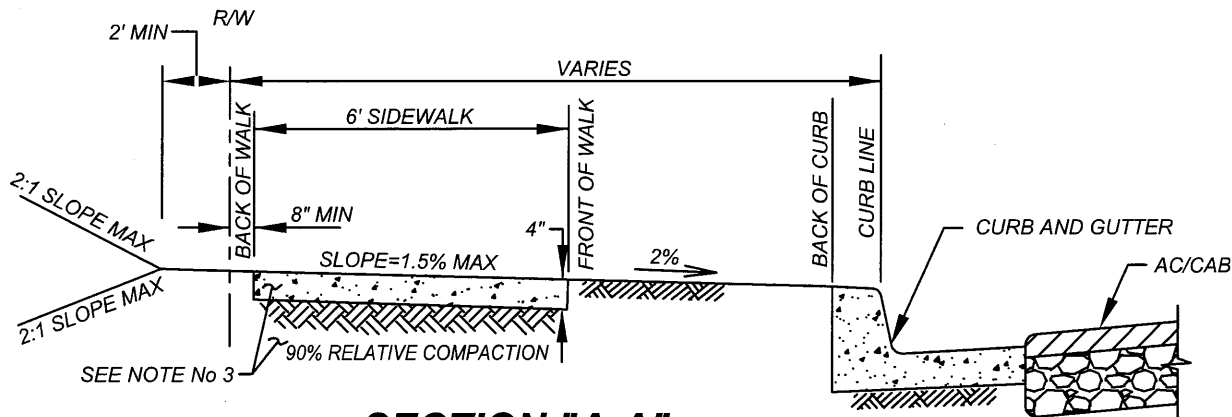 R/W
2' MIN
VARIES
6' SIDEWALK
BACK OF WALK
FRONT OF WALK
BACK OF CURB
CURB LINE
2:1 SLOPE MAX
8" MIN
4"
CURB AND GUTTER
SLOPE=1.5% MAX
2%
AC/CAB
2:1 SLOPE MAX
90% RELATIVE COMPACTION
SEE NOTE No 3
SECTION "A-A"